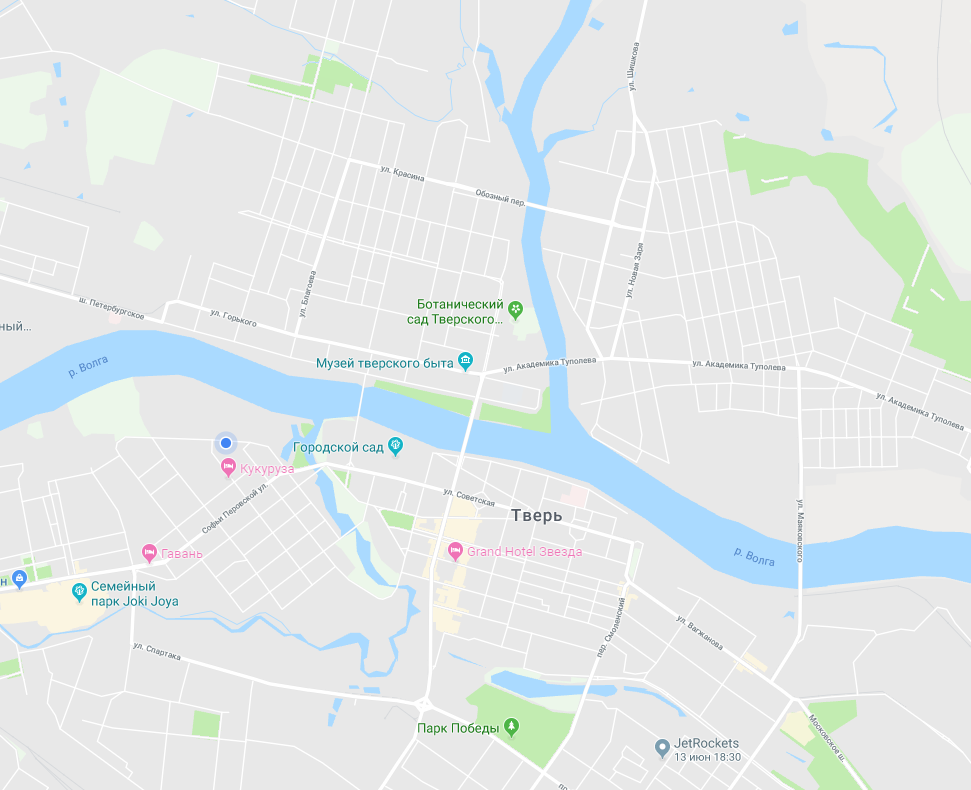 ул. Шишкова
ул. Красина
Обозный пер.
ул. Новая Заря
ул. Благоева
ш. Петербургское
ул. Горького
ный...
Ботанический
сад Тверского...
Музей тверского быта
ул. Академика Туполева
ул. Академика Туполева
ул. Академика Туполева
р. Волга
Городской сад
Кукуруза
Софьи Перовской ул.
ул. Советская
Тверь
ул. Маяковского
р. Волга
Гавань
Grand Hotel Звезда
н
Семейный
парк Joki Joya
ул. Спартака
пер. Смоленский
ул. Вагжанова
Парк Победы
Московское ш.
JetRockets
13 июн 18:30
пр